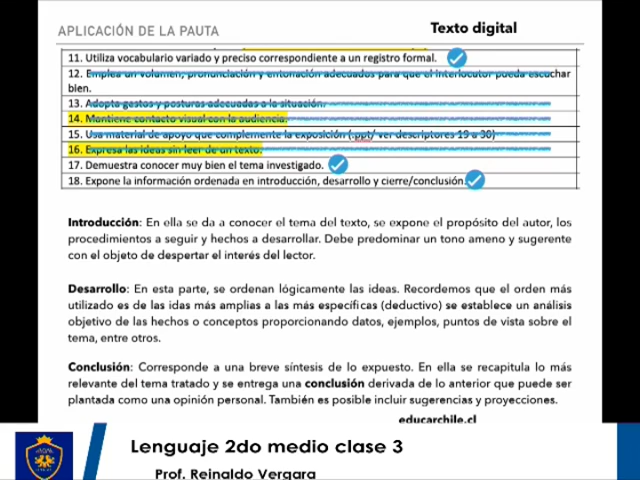 APLICACIÓN DE LA PAUTA
Texto digital
11. Utiliza vocabulario variado y preciso correspondiente a un registro formal.
12. Emplea un volumen, pronunciación y entonación adecuados para que el interlocutor pueda escuchar
bien.
13. Adopta gestos y posturas adecuadas a la situación.
14. Mantiene contacto visual con la audiencia.
15. Usa material de apoyo que complemente la exposición (.ppt/ ver descriptores 19 a 30)
16. Expresa las ideas sin leer de un texto.
17. Demuestra conocer muy bien el tema investigado.
18. Expone la información ordenada en introducción, desarrollo y cierre/conclusión.
Introducción: En ella se da a conocer el tema del texto, se expone el propósito del autor, los
procedimientos a seguir y hechos a desarrollar. Debe predominar un tono ameno y sugerente
con el objeto de despertar el interés del lector.
Desarrollo: En esta parte, se ordenan lógicamente las ideas. Recordemos que el orden más
utilizado es de las idas más amplias a las más específicas (deductivo) se establece un análisis
objetivo de los hechos o conceptos proporcionando datos, ejemplos, puntos de vista sobre el
tema, entre otros.
Conclusión: Corresponde a una breve síntesis de lo expuesto. En ella se recapitula lo más
relevante del tema tratado y se entrega una conclusión derivada de lo anterior que puede ser
plantada como una opinión personal. También es posible incluir sugerencias y proyecciones.
educarchile.cl
Lenguaje 2do medio clase 3
Prof. Reinaldo Vergara